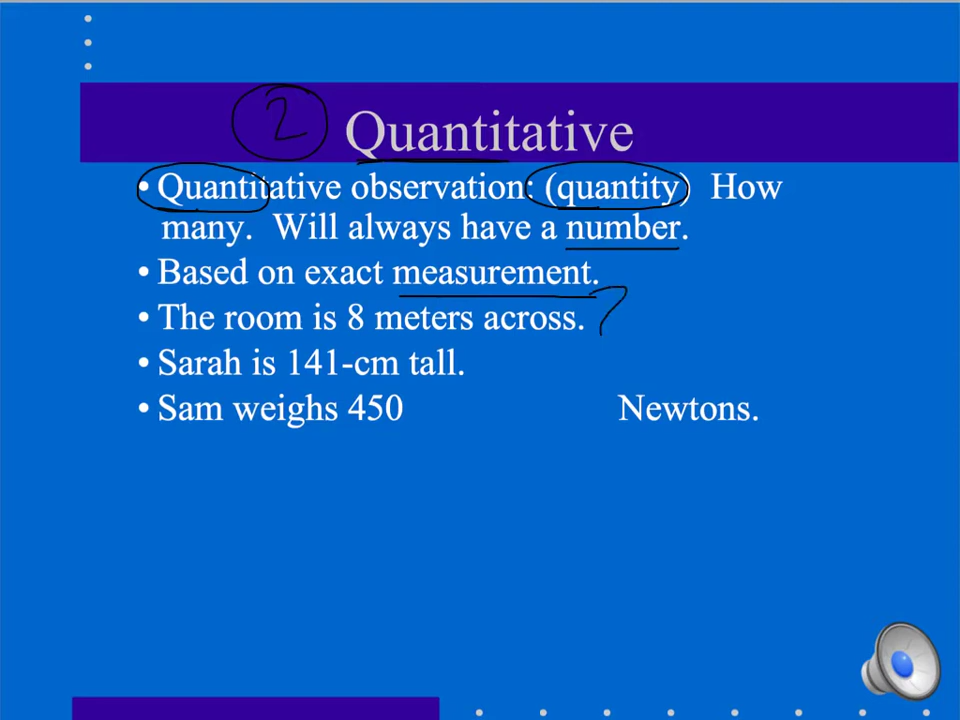 2 Quantitative
• Quantitative observation: (quantity) How
many. Will always have a number.
• Based on exact measurement.
• The room is 8 meters across.
• Sarah is 141-cm tall.
• Sam weighs 450 Newtons.